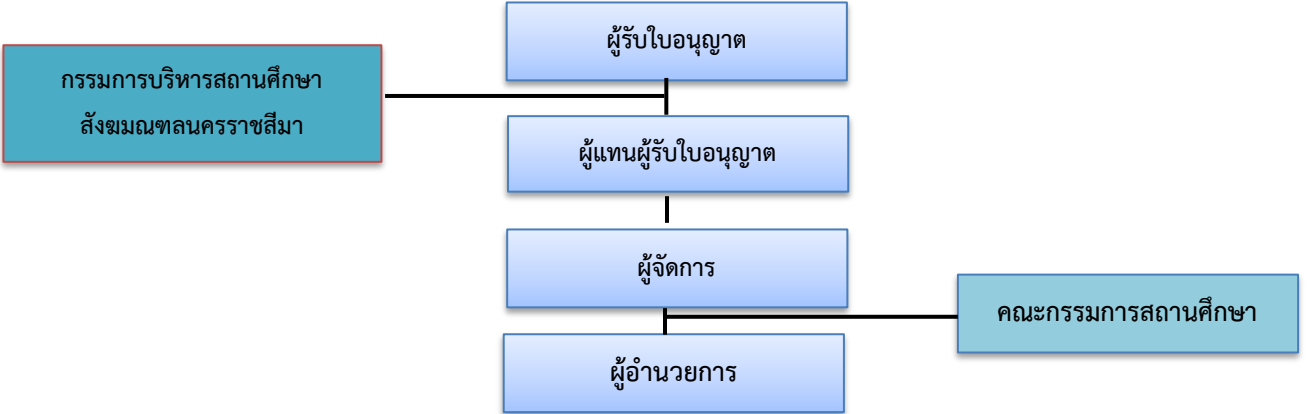 ผู้รับใบอนุญาต
กรรมการบริหารสถานศึกษา
สังฆมณฑลนครราชสีมา
ผู้แทนผู้รับใบอนุญาต
ผู้จัดการ
คณะกรรมการสถานศึกษา
ผู้อำนวยการ